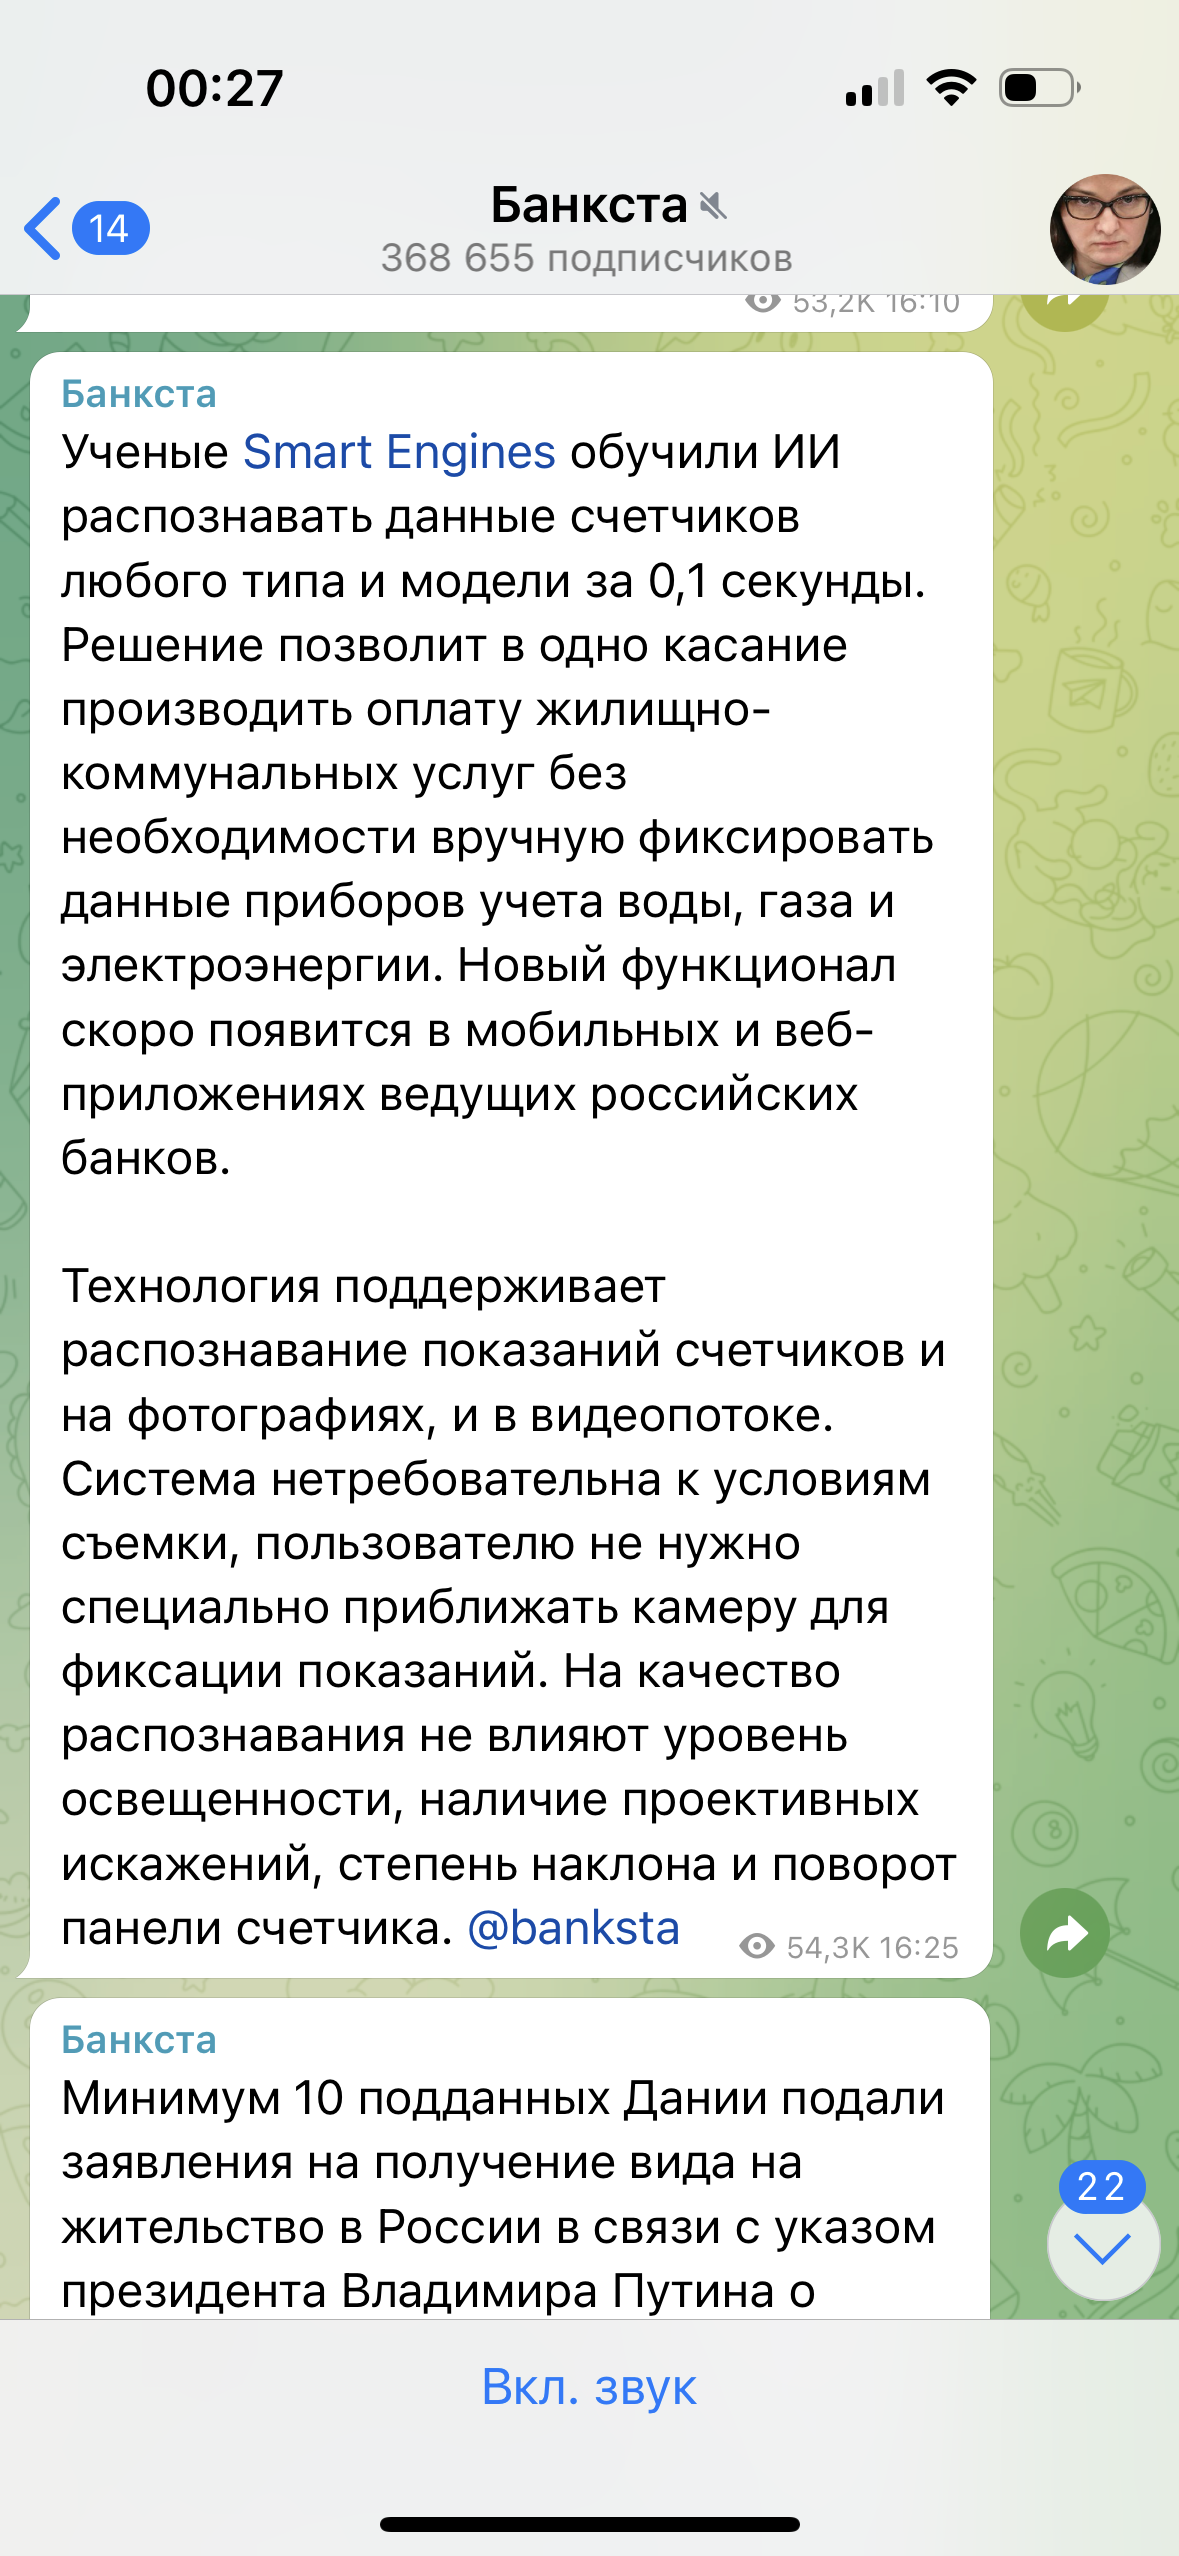 00:27
14
Банкста
368 655 подписчиков
53,2K 16:10
Банкста
Ученые Smart Engines обучили ИИ
распознавать данные счетчиков
любого типа и модели за 0,1 секунды.
Решение позволит в одно касание
производить оплату жилищно-
коммунальных услуг без
необходимости вручную фиксировать
данные приборов учета воды, газа и
электроэнергии. Новый функционал
скоро появится в мобильных и веб-
приложениях ведущих российских
банков.
Технология поддерживает
распознавание показаний счетчиков и
на фотографиях, и в видеопотоке.
Система нетребовательна к условиям
съемки, пользователю не нужно
специально приближать камеру для
фиксации показаний. На качество
распознавания не влияют уровень
освещенности, наличие проективных
искажений, степень наклона и поворот
панели счетчика. @banksta
54,3K 16:25
Банкста
Минимум 10 подданных Дании подали
заявления на получение вида на
жительство в России в связи с указом
президента Владимира Путина о
22
Вкл. звук